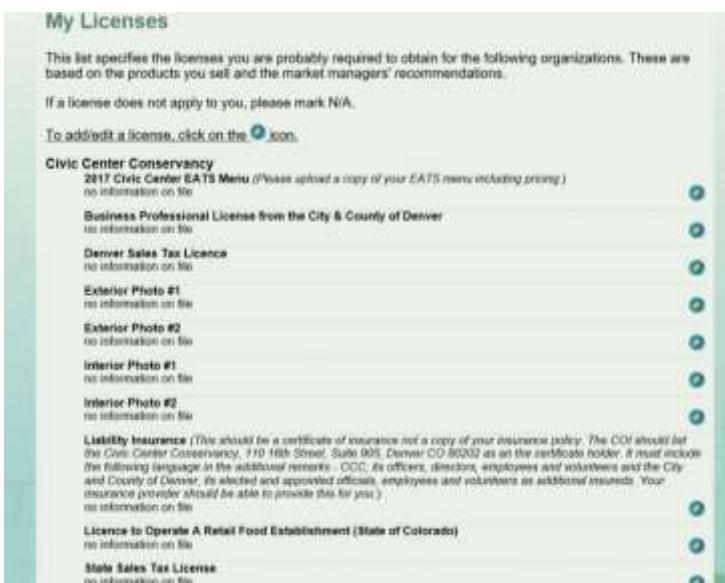 My Licenses
This list specifies the licenses you are probably required to obtain for the following organizations. These are
based on the products you sell and the market managers' recommendations.
If a license does not apply to you, please mark N/A.
To add/edit a license, click on the icon.
Civic Center Conservancy
2017 Civic Center EATS Menu (Please upload a copy of your EATS menu including pricing.)
no information on file
Business Professional License from the City & County of Denver
no information on file
Denver Sales Tax Licence
no information on file
Exterior Photo #1
no information on file
Exterior Photo #2
no information on file
Interior Photo #1
no information on file
Interior Photo #2
no information on file
Liability Insurance (This should be a certificate of insurance not a copy of your insurance policy. The COI should list
the Civic Center Conservancy, 110 16th Street, Suite 905, Denver CO 80202 as an the certificate holder. It must include
the following language in the additional remarks - CCC, its officers, directors, employees and volunteers and the City
and County of Denver, its elected and appointed officials, employees and volunteers as additional insureds. Your
insurance provider should be able to provide this for you.)
no information on file
Licence to Operate A Retail Food Establishment (State of Colorado)
no information on file
State Sales Tax License
no information on file